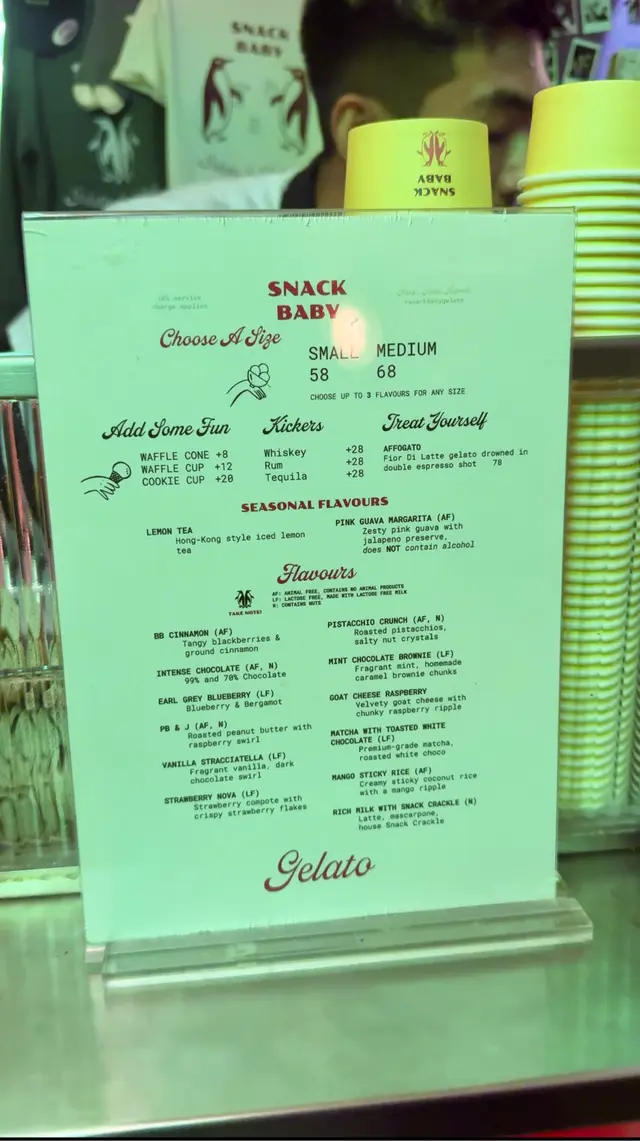 SNACK
BABY
SNACK
BABY
10% service
charge applies
SNACK
BABY
Choose A Size
SMALL MEDIUM
58 68
CHOOSE UP TO 3 FLAVOURS FOR ANY SIZE
Add Some Fun
WAFFLE CONE +8
WAFFLE CUP +12
COOKIE CUP +20
Kickers
Whiskey +28
Rum +28
Tequila +28
Treat Yourself
AFFOGATO
Fior Di Latte gelato drowned in
double espresso shot 78
SEASONAL FLAVOURS
LEMON TEA
Hong-Kong style iced lemon
tea
PINK GUAVA MARGARITA (AF)
Zesty pink guava with
jalapeno preserve,
does NOT contain alcohol
Flavours
TAKE NOTE!
AF: ANIMAL FREE, CONTAINS NO ANIMAL PRODUCTS
LF: LACTOSE FREE, MADE WITH LACTOSE FREE MILK
N: CONTAINS NUTS
BB CINNAMON (AF)
Tangy blackberries &
ground cinnamon
INTENSE CHOCOLATE (AF, N)
99% and 70% Chocolate
EARL GREY BLUEBERRY (LF)
Blueberry & Bergamot
PB & J (AF, N)
Roasted peanut butter with
raspberry swirl
VANILLA STRACCIATELLA (LF)
Fragrant vanilla, dark
chocolate swirl
STRAWBERRY NOVA (LF)
Strawberry compote with
crispy strawberry flakes
PISTACCHIO CRUNCH (AF, N)
Roasted pistacchios,
salty nut crystals
MINT CHOCOLATE BROWNIE (LF)
Fragrant mint, homemade
caramel brownie chunks
GOAT CHEESE RASPBERRY
Velvety goat cheese with
chunky raspberry ripple
MATCHA WITH TOASTED WHITE
CHOCOLATE (LF)
Premium-grade matcha,
roasted white choco
MANGO STICKY RICE (AF)
Creamy sticky coconut rice
with a mango ripple
RICH MILK WITH SNACK CRACKLE (N)
Latte, mascarpone,
house Snack Crackle
Gelato